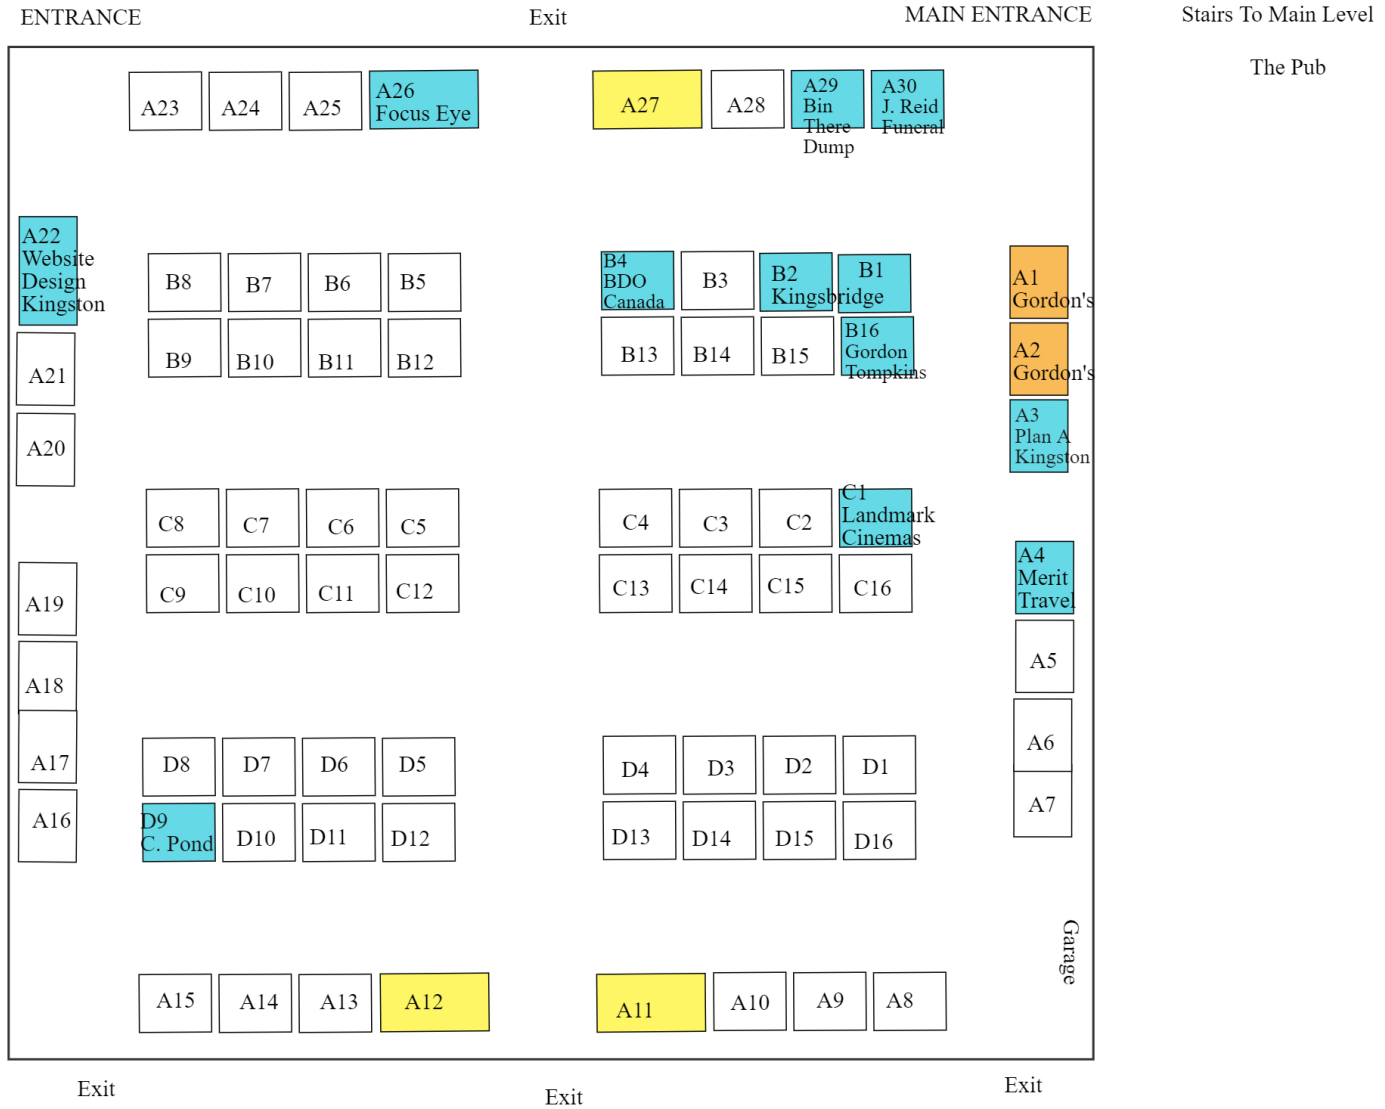 ENTRANCE
Exit
MAIN ENTRANCE
Stairs To Main Level
The Pub
A23
A24
A25
A26
Focus Eye
A27
A28
A29
Bin
There
Dump
A30
J. Reid
Funeral
A22
Website
Design
Kingston
B8
B7
B6
B5
B4
BDO
Canada
B3
B2
Kingsbridge
B1
A1
Gordon's
B9
B10
B11
B12
B13
B14
B15
B16
Gordon
Tompkins
A2
Gordon's
A21
A20
A3
Plan A
Kingston
C8
C7
C6
C5
C4
C3
C2
C1
Landmark
Cinemas
C9
C10
C11
C12
C13
C14
C15
C16
A4
Merit
Travel
A19
A18
A5
A6
A17
D8
D7
D6
D5
D4
D3
D2
D1
A7
A16
D9
C. Pond
D10
D11
D12
D13
D14
D15
D16
Garage
A15
A14
A13
A12
A11
A10
A9
A8
Exit
Exit
Exit